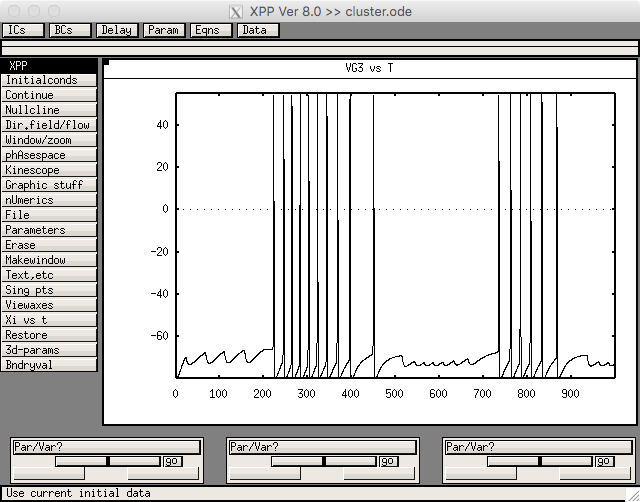 XPP Ver 8.0 >> cluster.ode
ICs BCs Delay Param Eqns Data
XPP
Initialconds
Continue
Nullcline
Dir.field/flow
Window/zoom
phAsespace
Kinescope
Graphic stuff
nUmerics
File
Parameters
Erase
Makewindow
Text,etc
Sing pts
Viewaxes
Xi vs t
Restore
3d-params
Bndryval
VG3 vs T
40
20
0
-20
-40
-60
0 100 200 300 400 500 600 700 800 900
Par/Var? Par/Var? Par/Var?
go go go
Use current initial data